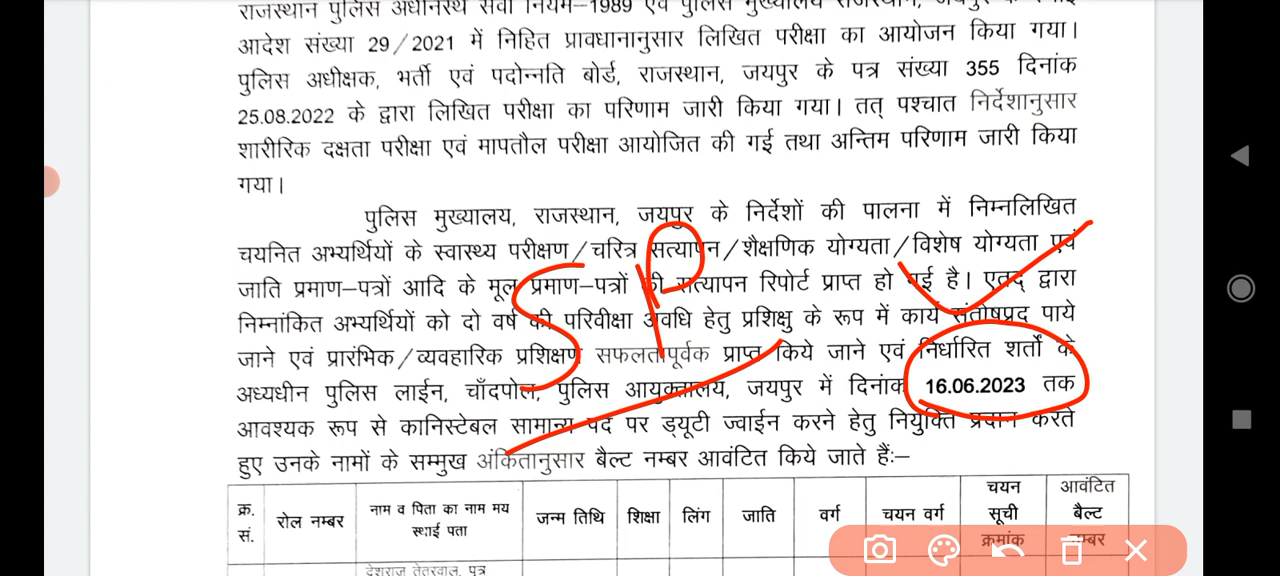 राजस्थान पुलिस अधीनस्थ सेवा नियम–1989 एवं पुलिस मुख्यालय राजस्थान, जयपुर के
आदेश संख्या 29/2021 में निहित प्रावधानानुसार लिखित परीक्षा का आयोजन किया गया।
पुलिस अधीक्षक, भर्ती एवं पदोन्नति बोर्ड, राजस्थान, जयपुर के पत्र संख्या 355 दिनांक
25.08.2022 के द्वारा लिखित परीक्षा का परिणाम जारी किया गया। तत् पश्चात निर्देशानुसार
शारीरिक दक्षता परीक्षा एवं मापतौल परीक्षा आयोजित की गई तथा अन्तिम परिणाम जारी किया
गया।
पुलिस मुख्यालय, राजस्थान, जयपुर के निर्देशों की पालना में निम्नलिखित
चयनित अभ्यर्थियों के स्वास्थ्य परीक्षण/चरित्र सत्यापन/शैक्षणिक योग्यता/विशेष योग्यता एवं
जाति प्रमाण–पत्रों आदि के मूल प्रमाण–पत्रों की सत्यापन रिपोर्ट प्राप्त हो गई है। एतद् द्वारा
निम्नांकित अभ्यर्थियों को दो वर्ष की परिवीक्षा अवधि हेतु प्रशिक्षु के रूप में कार्य संतोषप्रद पाये
जाने एवं प्रारंभिक/व्यवहारिक प्रशिक्षण सफलतापूर्वक प्राप्त किये जाने एवं निर्धारित शर्तों के
अध्यधीन पुलिस लाईन, चाँदपोल, पुलिस आयुक्तालय, जयपुर में दिनांक 16.06.2023 तक
आवश्यक रूप से कानिस्टेबल सामान्य पद पर ड्यूटी ज्वाईन करने हेतु नियुक्ति प्रदान करते
हुए उनके नामों के सम्मुख अंकितानुसार बैल्ट नम्बर आवंटित किये जाते हैंः–
SP
क्र. सं. रोल नम्बर नाम व पिता का नाम मय स्थाई पता जन्म तिथि शिक्षा लिंग जाति वर्ग चयन वर्ग चयन सूची क्रमांक आवंटित बैल्ट नम्बर
देशराज तेतरवाल, पुत्र